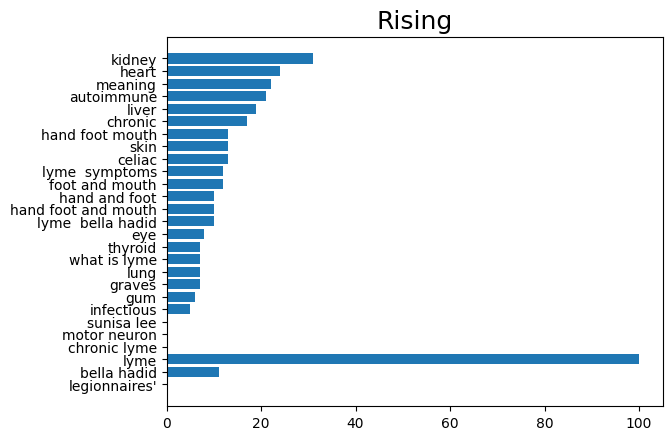 Rising
kidney
heart
meaning
autoimmune
liver
chronic
hand foot mouth
skin
celiac
lyme  symptoms
foot and mouth
hand and foot
hand foot and mouth
lyme  bella hadid
eye
thyroid
what is lyme
lung
graves
gum
infectious
sunisa lee
motor neuron
chronic lyme
lyme
bella hadid
legionnaires'
0 20 40 60 80 100